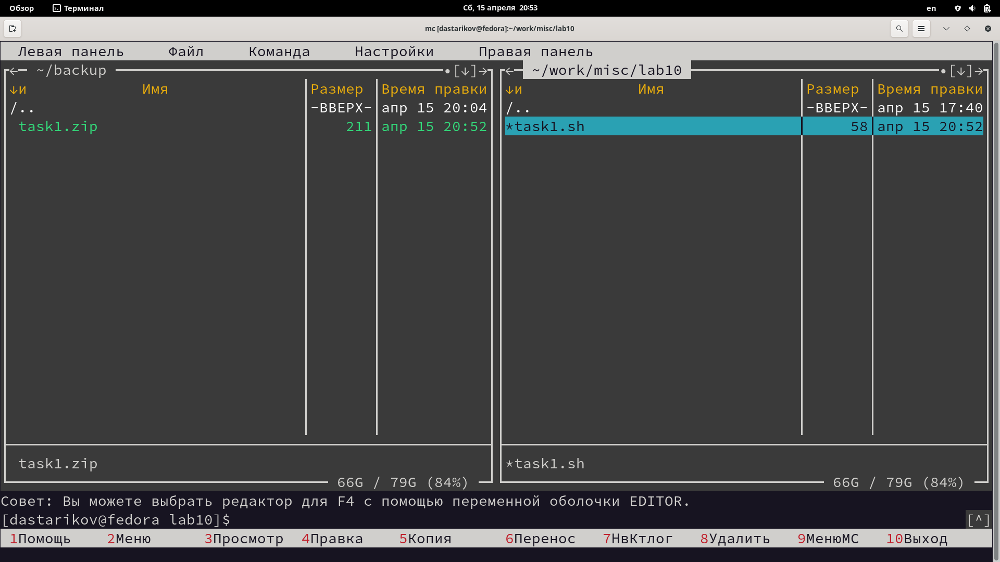 Обзор Терминал Сб, 15 апреля 20:53 en
mc [dastarikov@fedora]:~/work/misc/lab10
Левая панель Файл Команда Настройки Правая панель
←─ ~/backup •[↓]→ ←─ ~/work/misc/lab10 •[↓]→
↓и Имя Размер Время правки ↓и Имя Размер Время правки
/.. -ВВЕРХ- апр 15 20:04 /.. -ВВЕРХ- апр 15 17:40
task1.zip 211 апр 15 20:52 *task1.sh 58 апр 15 20:52
task1.zip *task1.sh
66G / 79G (84%) 66G / 79G (84%)
Совет: Вы можете выбрать редактор для F4 с помощью переменной оболочки EDITOR.
[dastarikov@fedora lab10]$ [^]
1Помощь 2Меню 3Просмотр 4Правка 5Копия 6Перенос 7НвКтлог 8Удалить 9МенюМС 10Выход